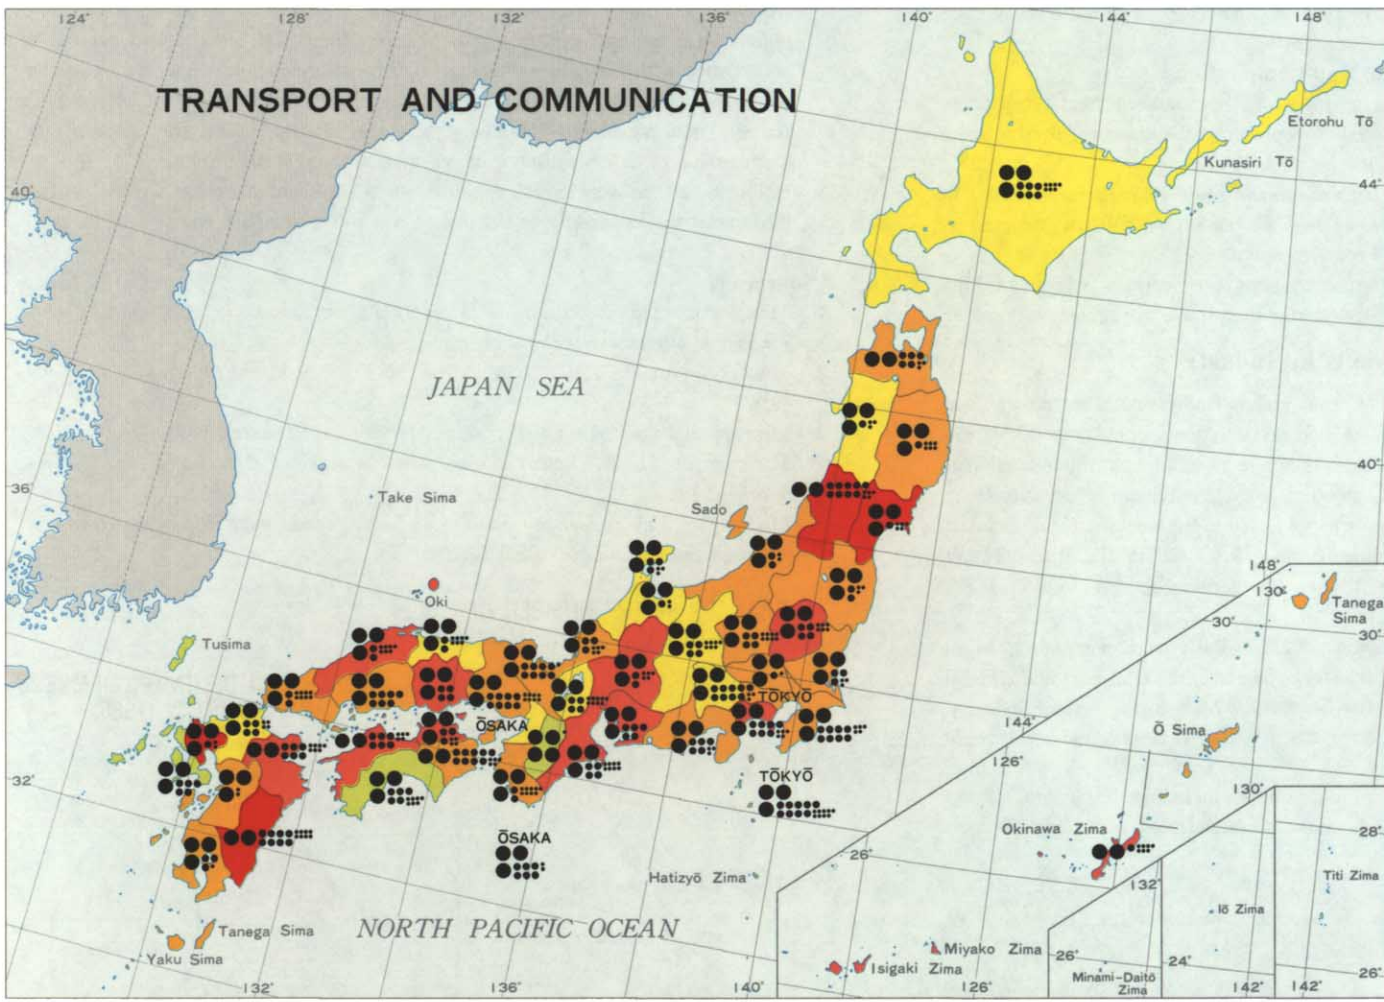 124° 128° 132° 136° 140° 144° 148°
TRANSPORT AND COMMUNICATION
Etorohu Tō
Kunasiri Tō
44°
40°
JAPAN SEA
40°
36°
Take Sima
Sado
148°
130°
Tanega
Sima
Oki
30°
30°
Tusima
TŌKYŌ
ŌSAKA
144°
Ō Sima
126°
32°
TŌKYŌ
130°
Okinawa Zima
28°
ŌSAKA
26°
132°
Hatizyō Zima
Titi Zima
Iō Zima
Tanega Sima
NORTH PACIFIC OCEAN
Miyako Zima
Yaku Sima
Isigaki Zima
26°
24°
26°
Minami-Daitō
Zima
132° 136° 140° 126° 142° 142°